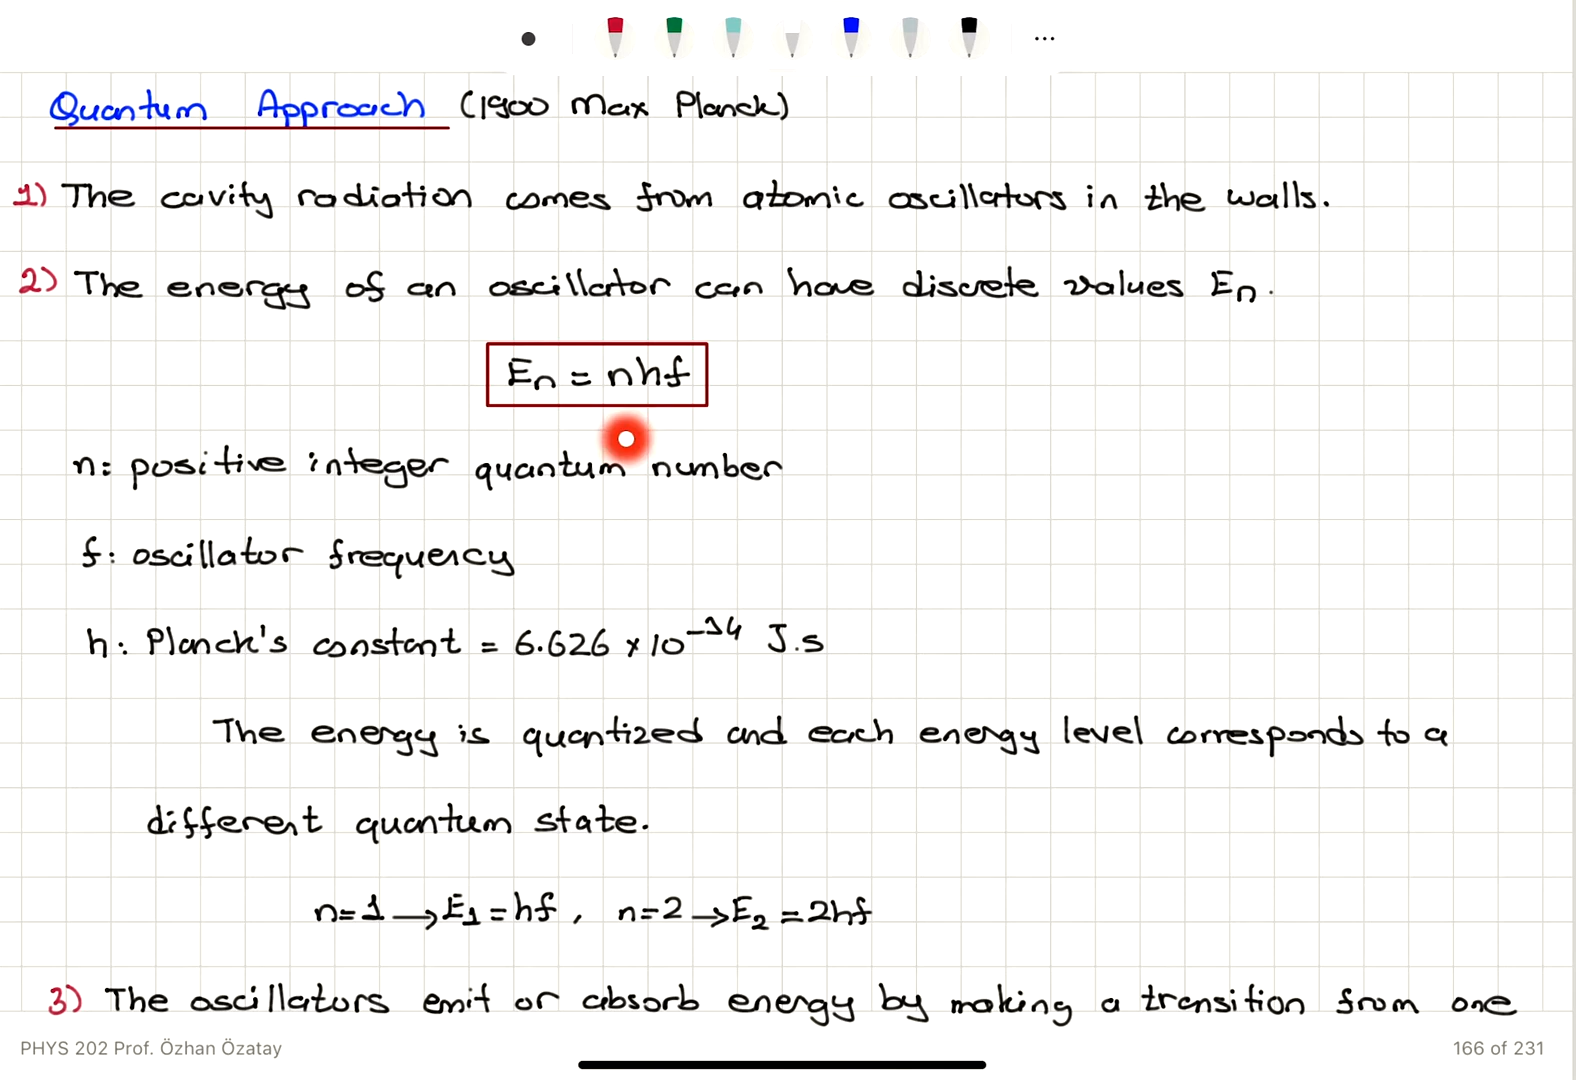 Quantum Approach (1900 Max Planck)
1) The cavity radiation comes from atomic oscillators in the walls.
2) The energy of an oscillator can have discrete values En.
En = nhf
n: positive integer quantum number
f: oscillator frequency
h: Planck's constant = 6.626 x 10⁻³⁴ J.s
The energy is quantized and each energy level corresponds to a
different quantum state.
n=1 → E₁ = hf, n=2 → E₂ = 2hf
3) The oscillators emit or absorb energy by making a transition from one
PHYS 202 Prof. Özhan Özatay
166 of 231